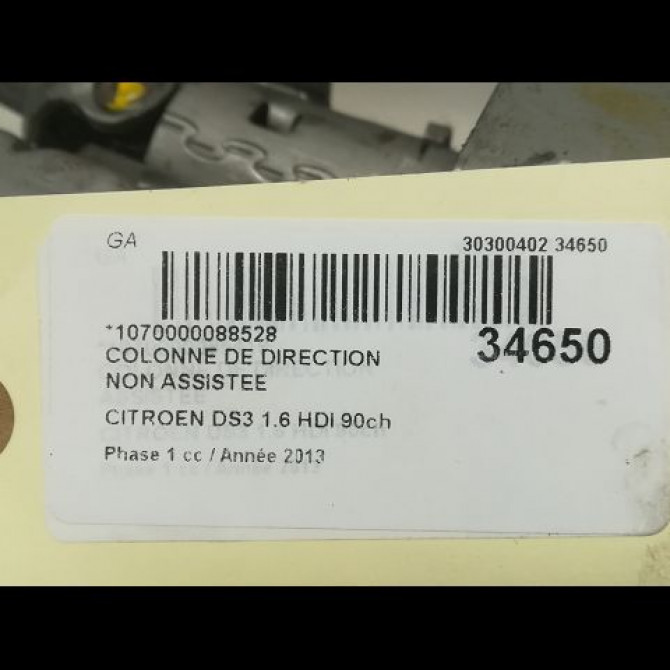 GA
30300402 34650
*1070000088528
34650
COLONNE DE DIRECTION
NON ASSISTEE
CITROEN DS3 1.6 HDI 90ch
Phase 1 cc / Année 2013